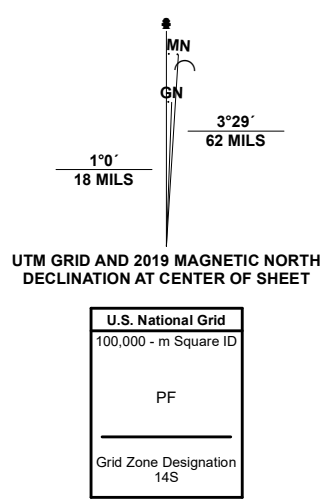 MN
GN
3°29´
62 MILS
1°0´
18 MILS
UTM GRID AND 2019 MAGNETIC NORTH
DECLINATION AT CENTER OF SHEET
U.S. National Grid
100,000 - m Square ID
PF
Grid Zone Designation
14S